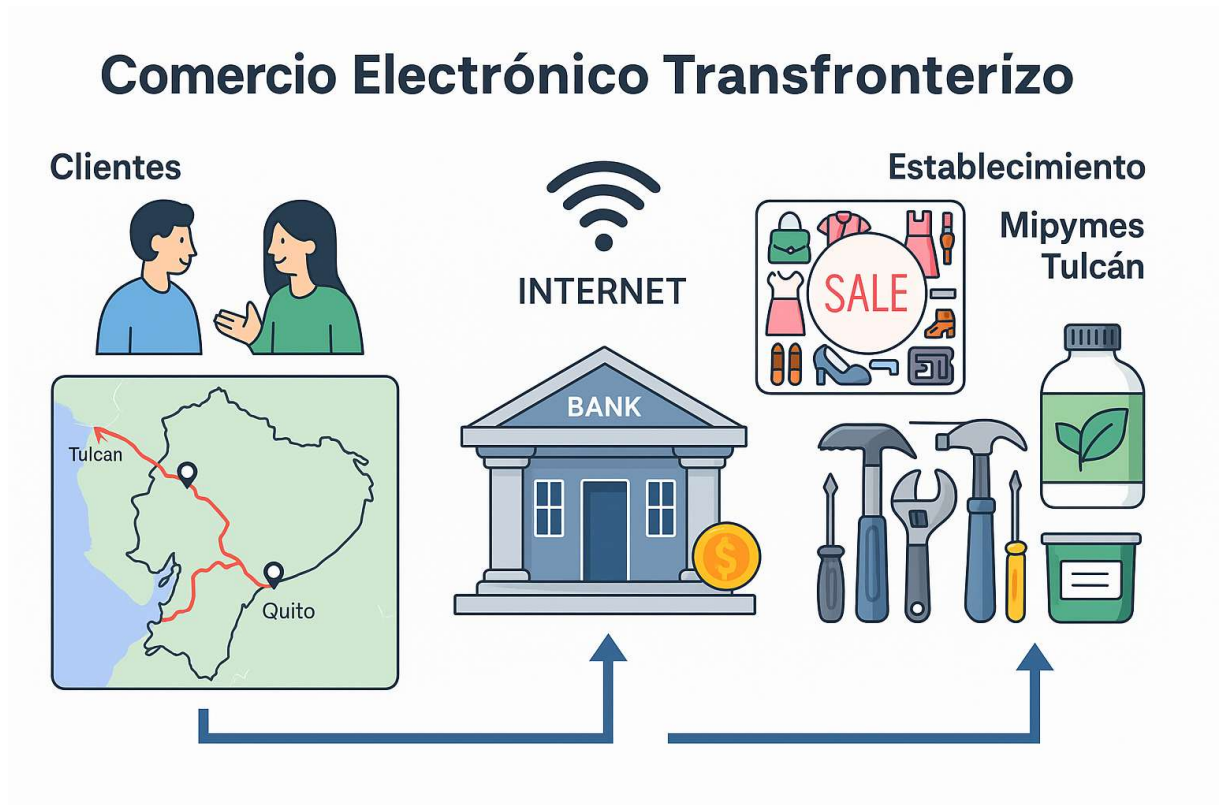 Comercio Electrónico Transfronterizo
Clientes
Establecimiento
Mipymes
Tulcán
INTERNET
SALE
BANK
Tulcan
Quito
$